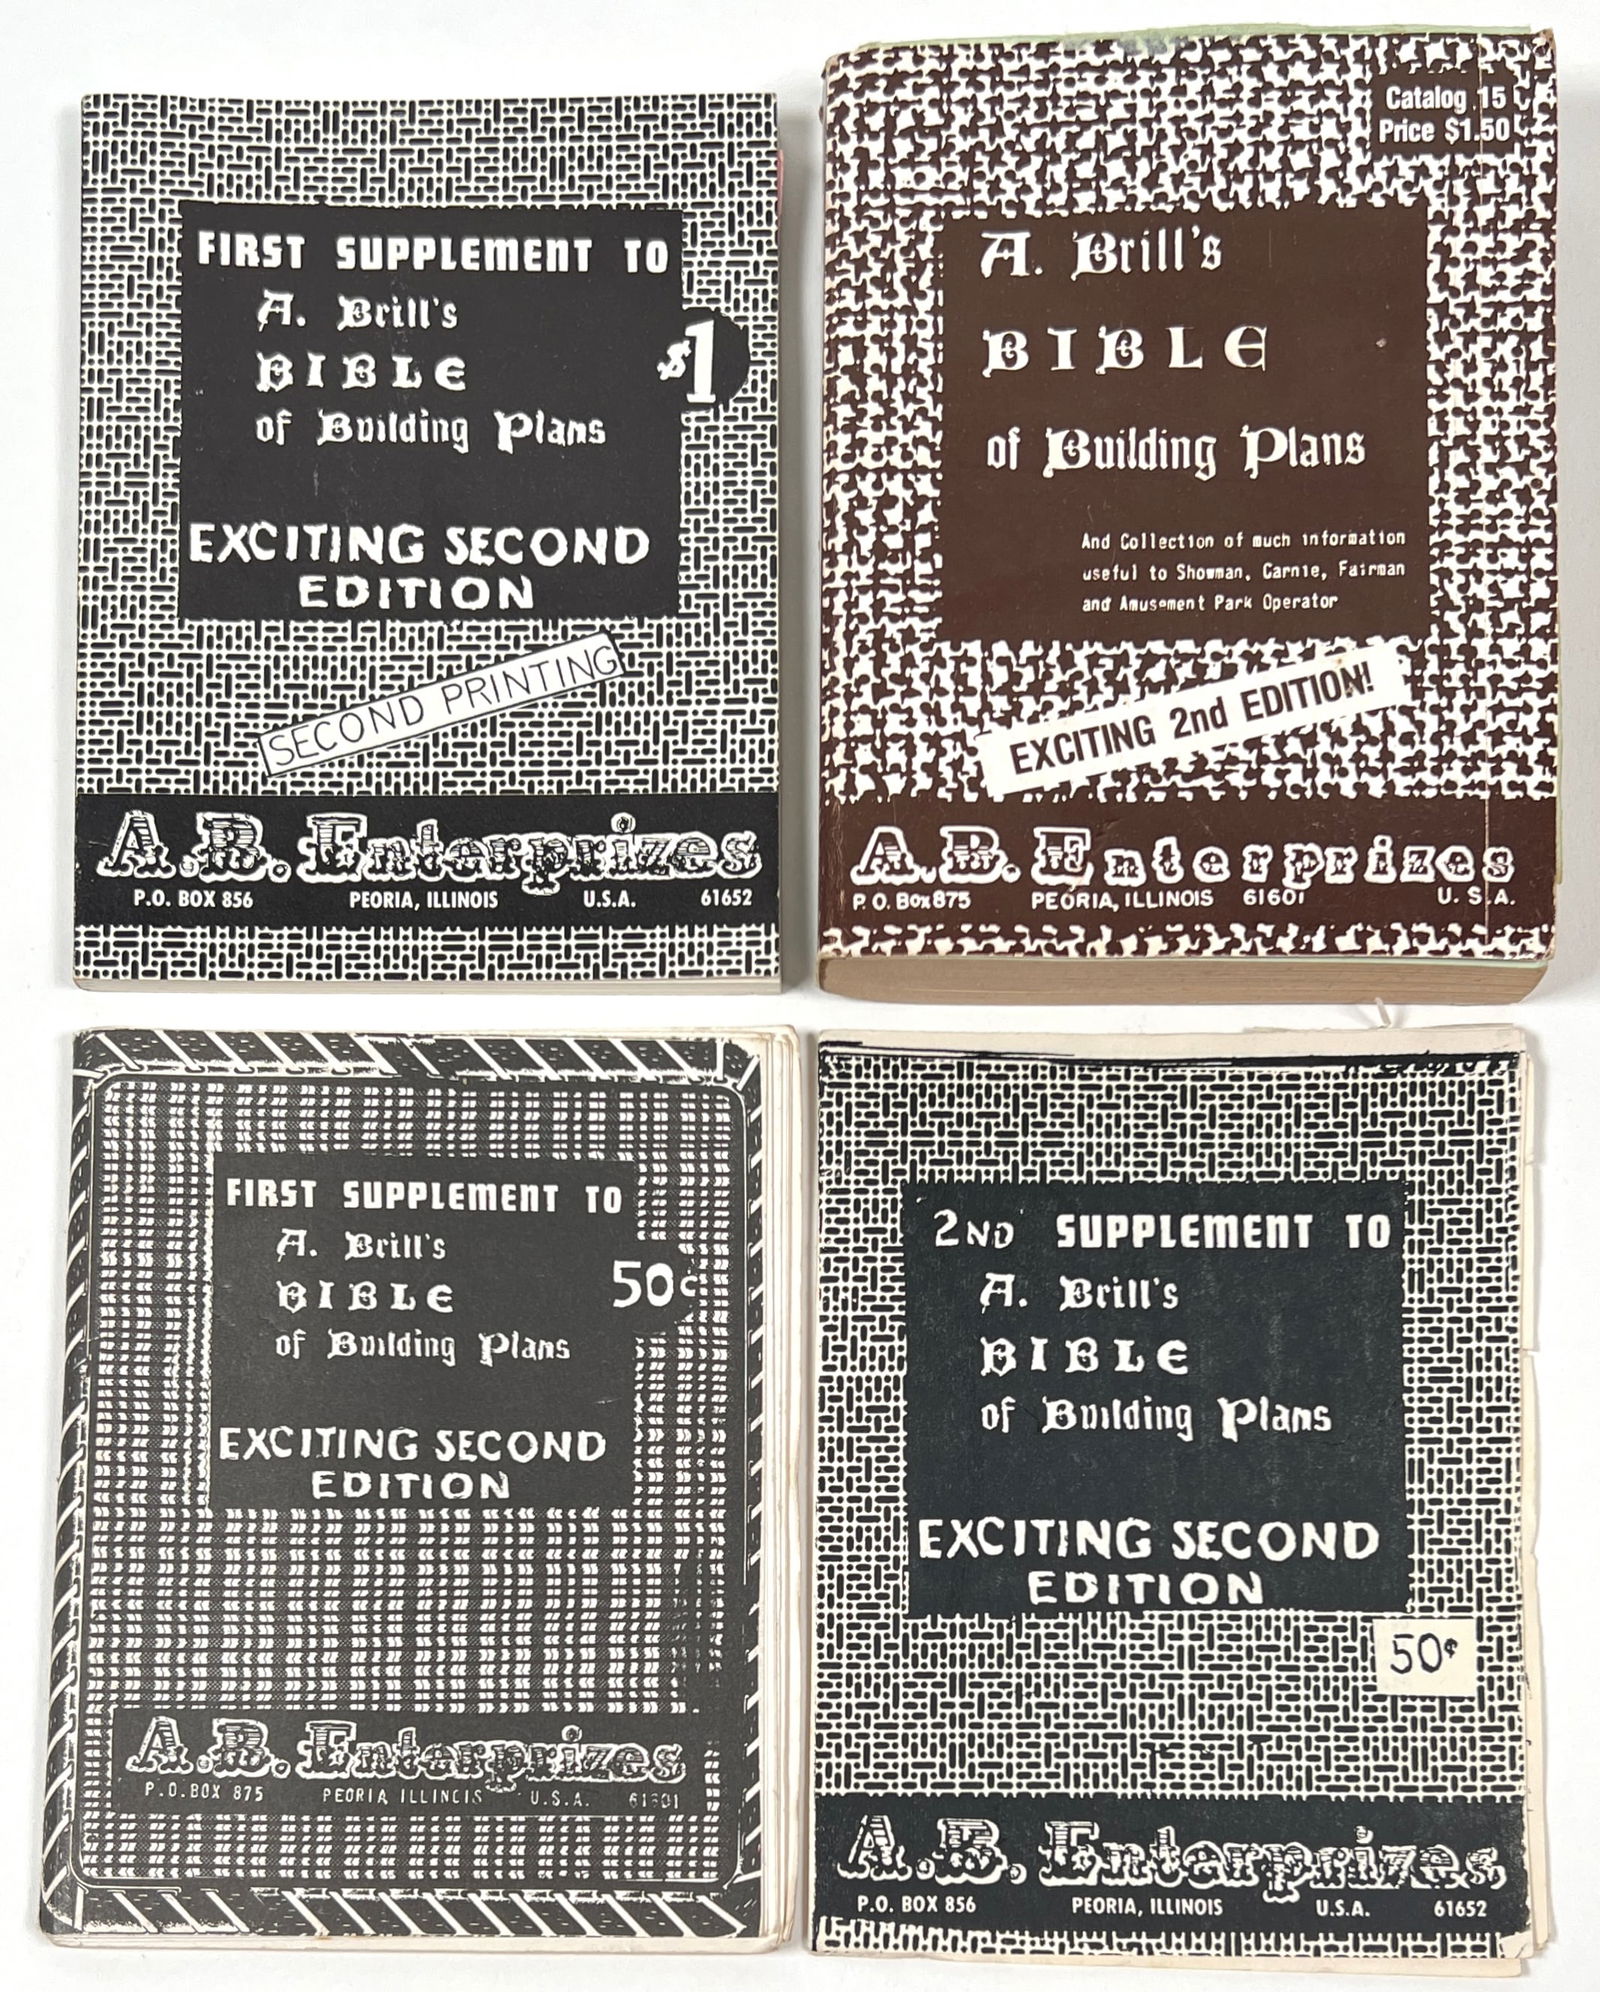 FIRST SUPPLEMENT TO
A. Brill's
BIBLE
of Building Plans
$1
EXCITING SECOND
EDITION
SECOND PRINTING
A.B. Enterprizes
P.O. BOX 856 PEORIA, ILLINOIS U.S.A. 61652
Catalog 15
Price $1.50
A. Brill's
BIBLE
of Building Plans
And Collection of much information
useful to Showman, Carnie, Fairman
and Amusement Park Operator
EXCITING 2nd EDITION!
A.B. Enterprizes
P.O. Box 875 PEORIA, ILLINOIS 61601 U.S.A.
FIRST SUPPLEMENT TO
A. Brill's
BIBLE
of Building Plans
50¢
EXCITING SECOND
EDITION
A.B. Enterprizes
P.O. BOX 875 PEORIA ILLINOIS U.S.A. 61601
2ND SUPPLEMENT TO
A. Brill's
BIBLE
of Building Plans
EXCITING SECOND
EDITION
50¢
A.B. Enterprizes
P.O. BOX 856 PEORIA, ILLINOIS U.S.A. 61652